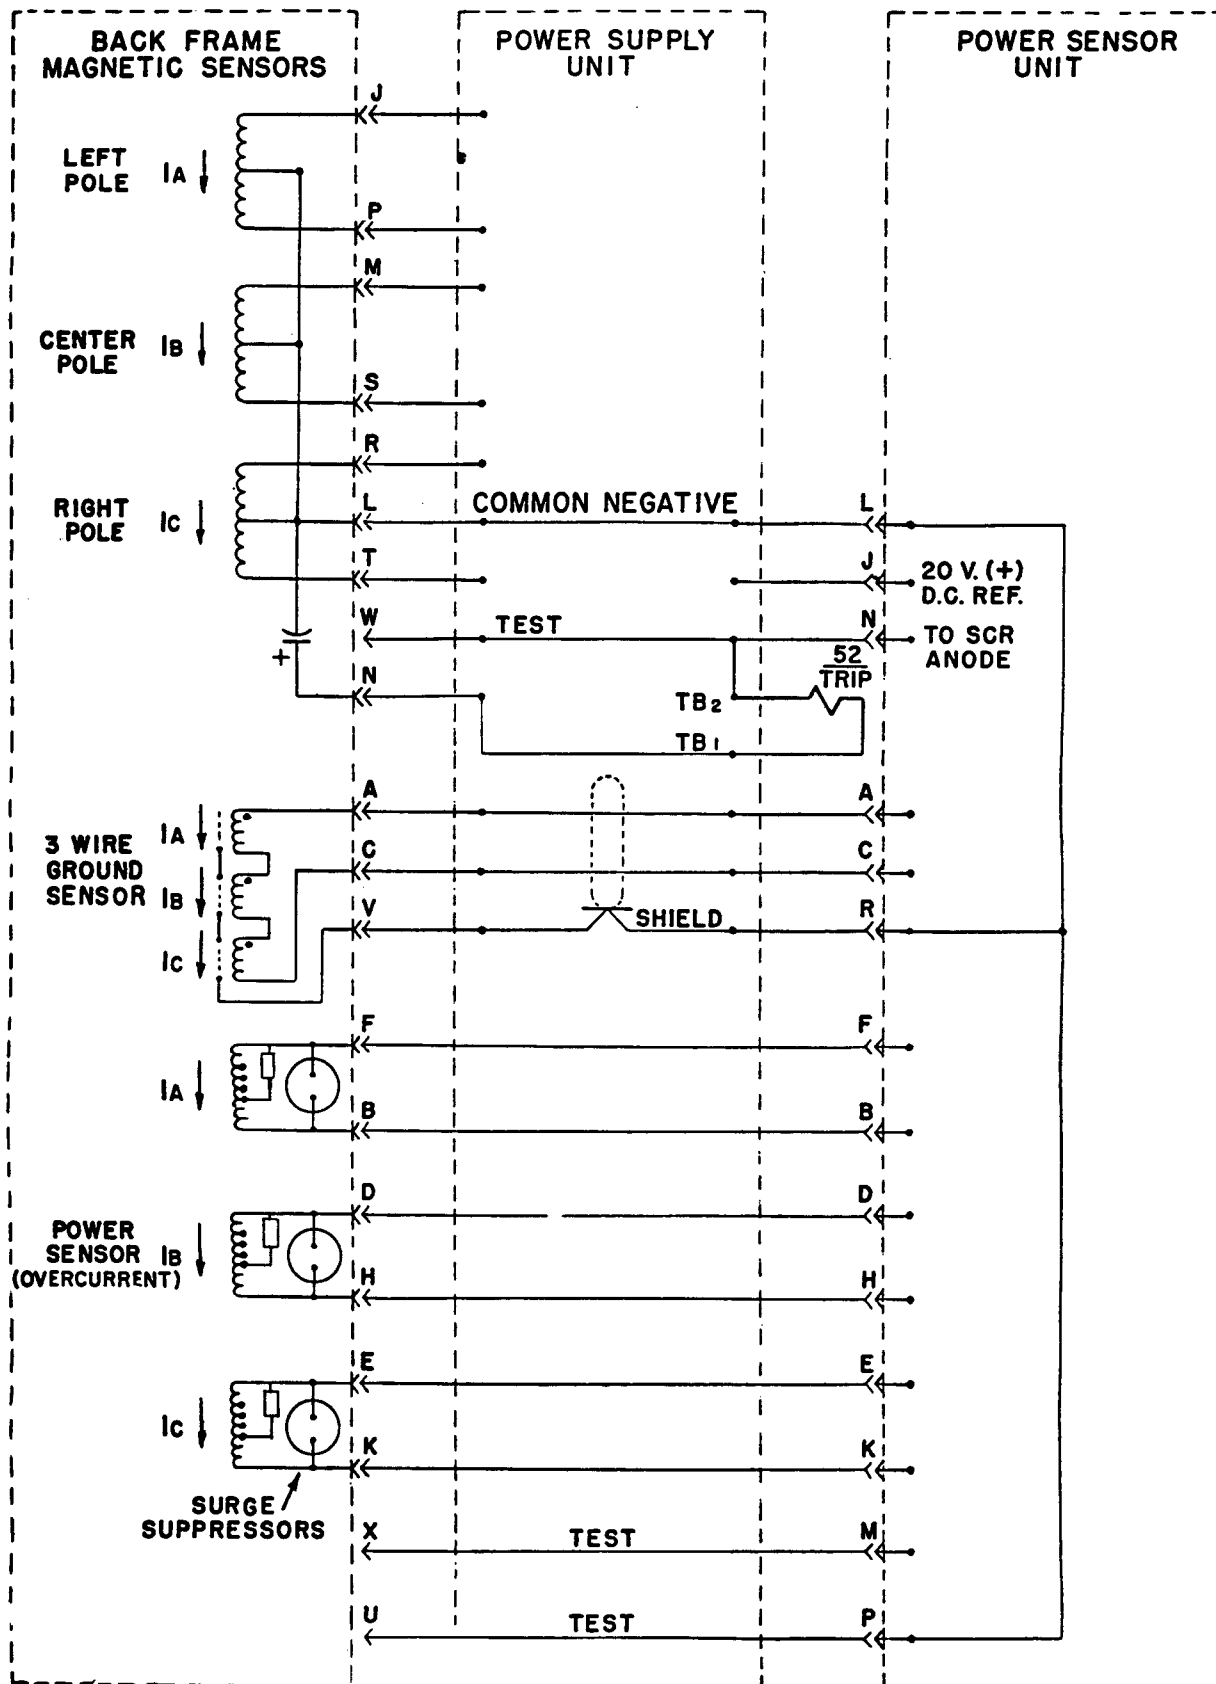 BACK FRAME
MAGNETIC SENSORS
POWER SUPPLY
UNIT
POWER SENSOR
UNIT
J
LEFT
POLE
IA
P
M
CENTER
POLE
IB
S
R
RIGHT
POLE
IC
L
COMMON NEGATIVE
L
T
J
20 V. (+)
D.C. REF.
W
TEST
N
TO SCR
ANODE
+
N
52
TRIP
TB2
TB1
A
A
3 WIRE
GROUND
SENSOR
IA
IB
IC
C
C
V
SHIELD
R
F
F
IA
B
B
D
D
POWER
SENSOR
(OVERCURRENT)
IB
H
H
E
E
IC
K
K
SURGE
SUPPRESSORS
X
TEST
M
U
TEST
P